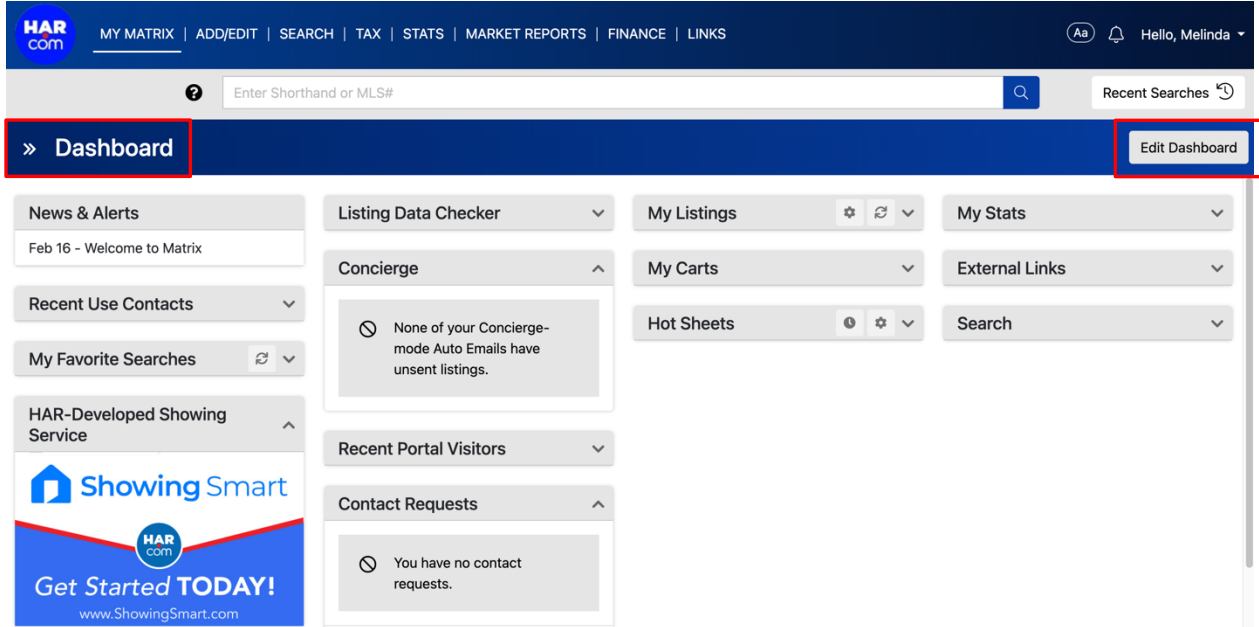 HAR
com
MY MATRIX | ADD/EDIT | SEARCH | TAX | STATS | MARKET REPORTS | FINANCE | LINKS
Aa
Hello, Melinda
?
Enter Shorthand or MLS#
Recent Searches
» Dashboard
Edit Dashboard
News & Alerts
Feb 16 - Welcome to Matrix
Recent Use Contacts
My Favorite Searches
HAR-Developed Showing
Service
Showing Smart
HAR
com
Get Started TODAY!
www.ShowingSmart.com
Listing Data Checker
Concierge
None of your Concierge-
mode Auto Emails have
unsent listings.
Recent Portal Visitors
Contact Requests
You have no contact
requests.
My Listings
My Carts
Hot Sheets
My Stats
External Links
Search